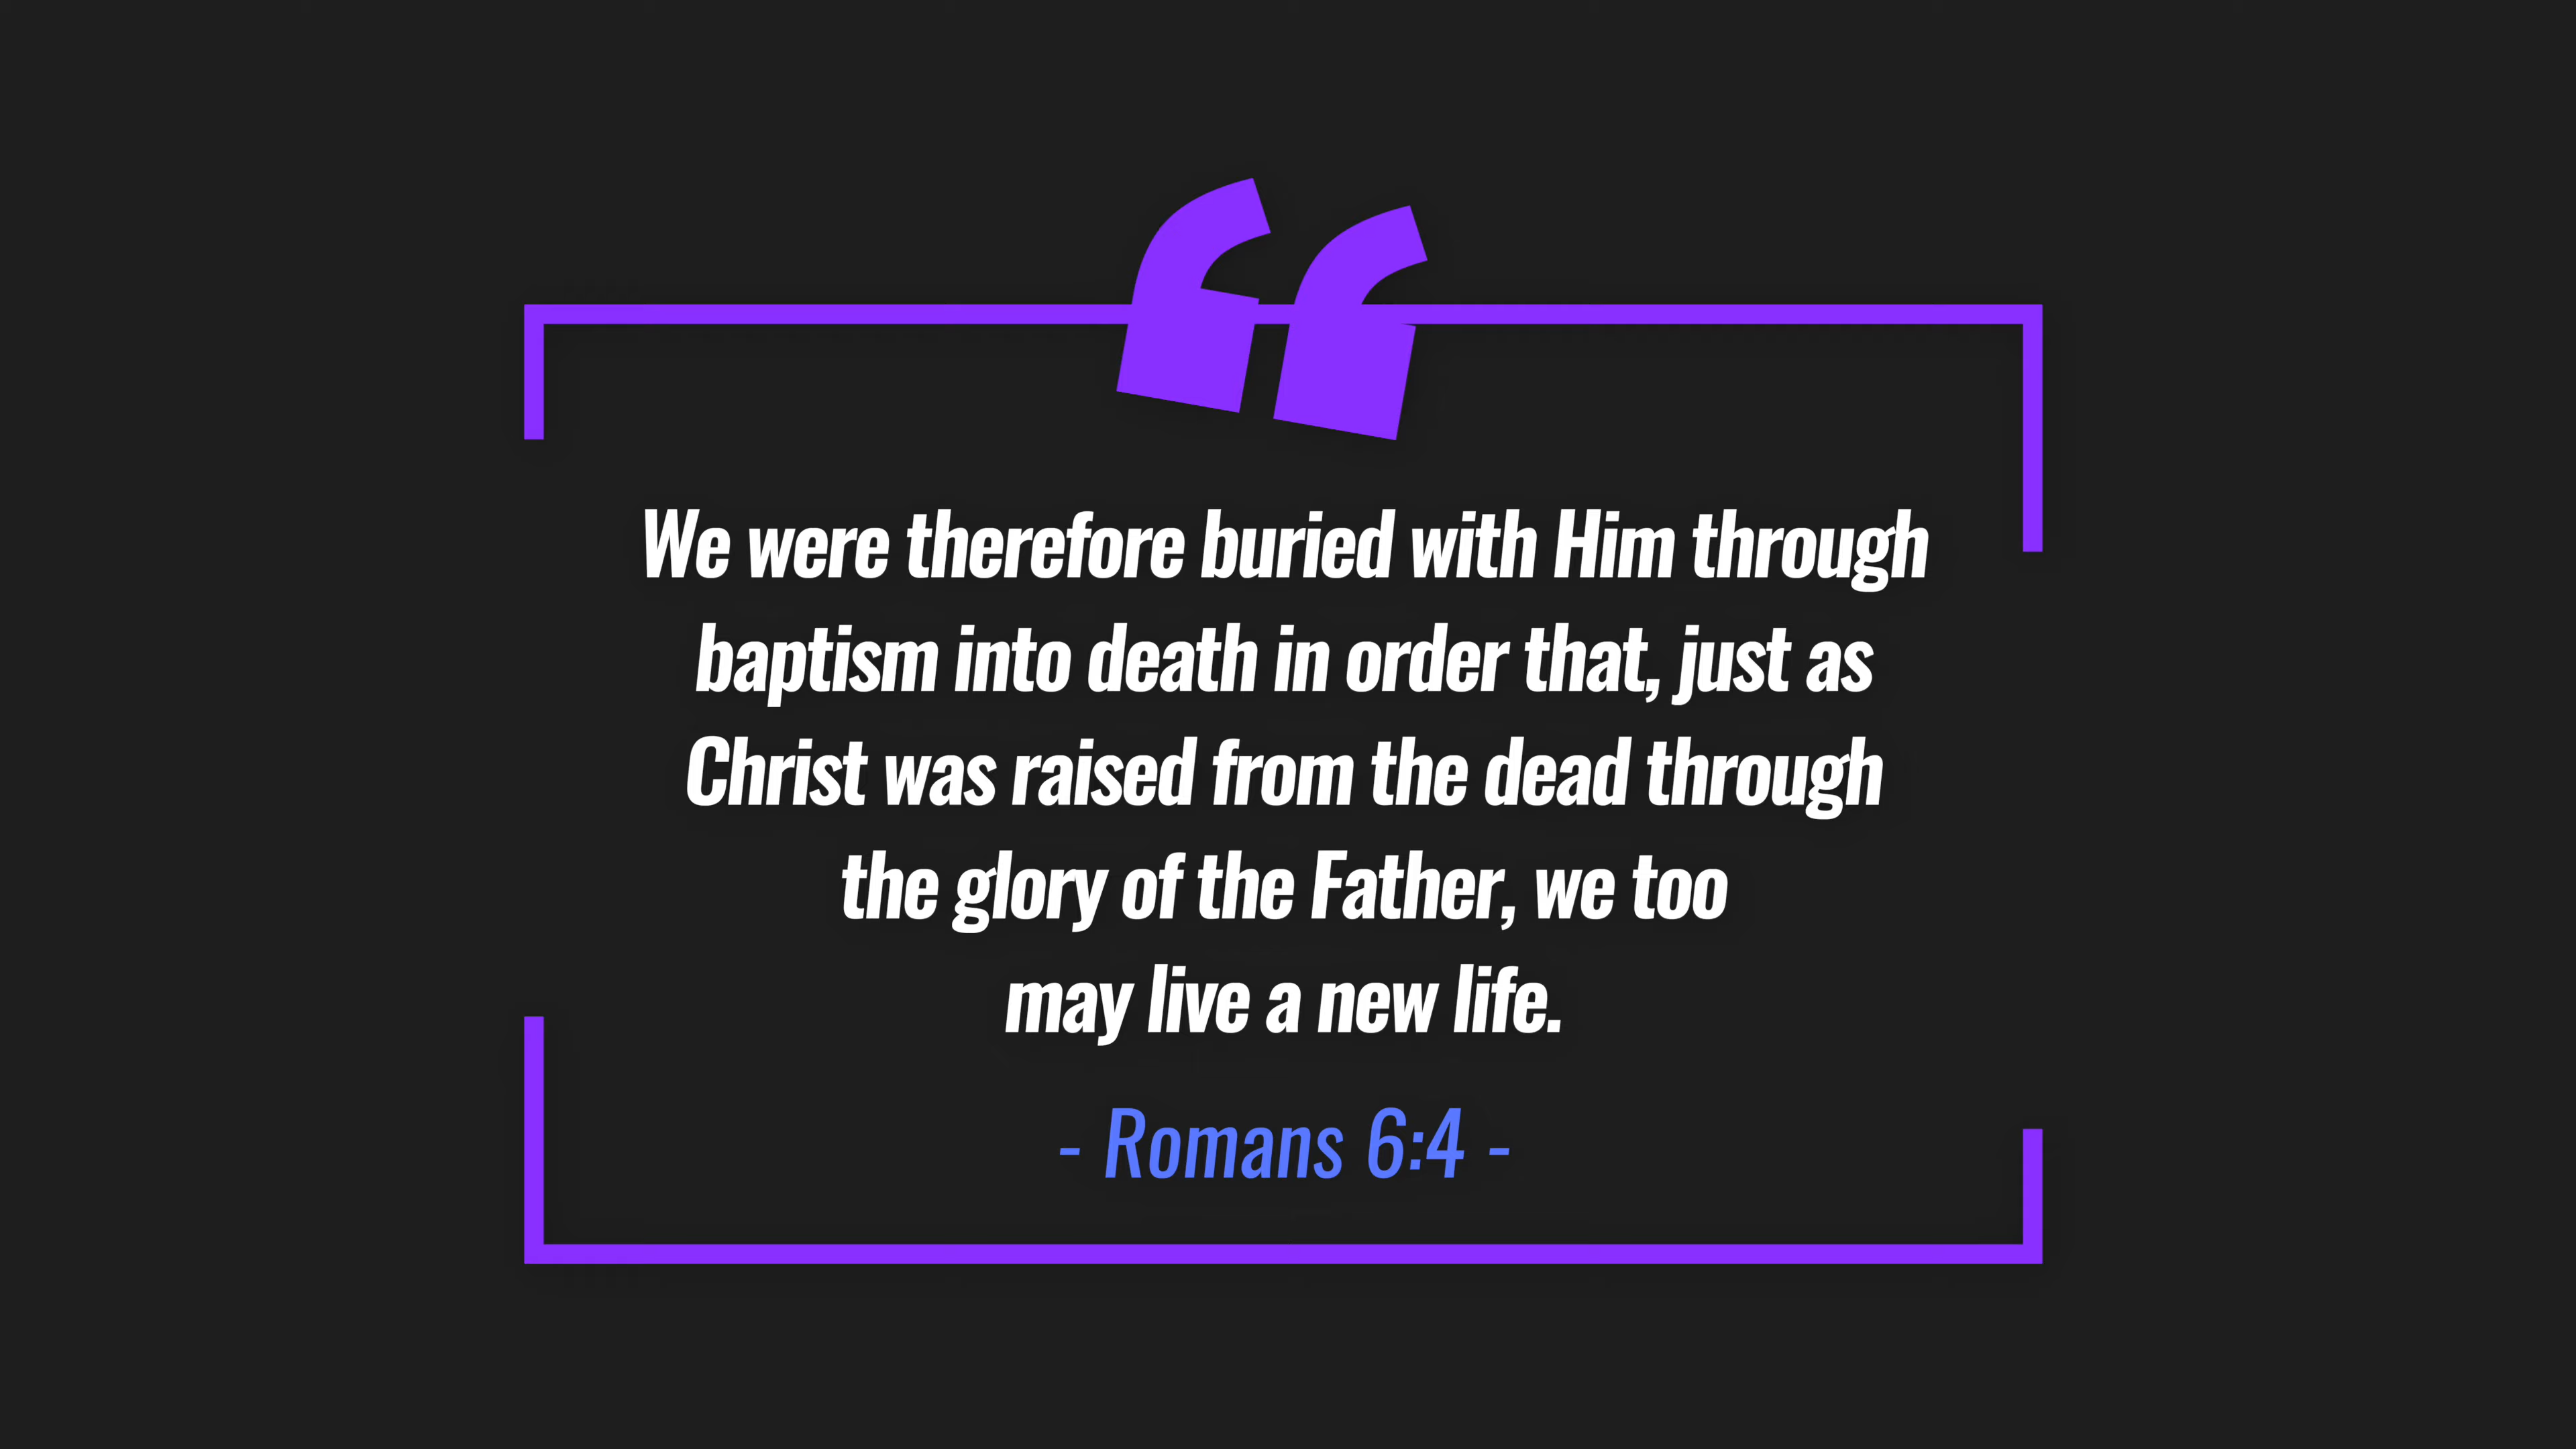 We were therefore buried with Him through
baptism into death in order that, just as
Christ was raised from the dead through
the glory of the Father, we too
may live a new life.
- Romans 6:4 -